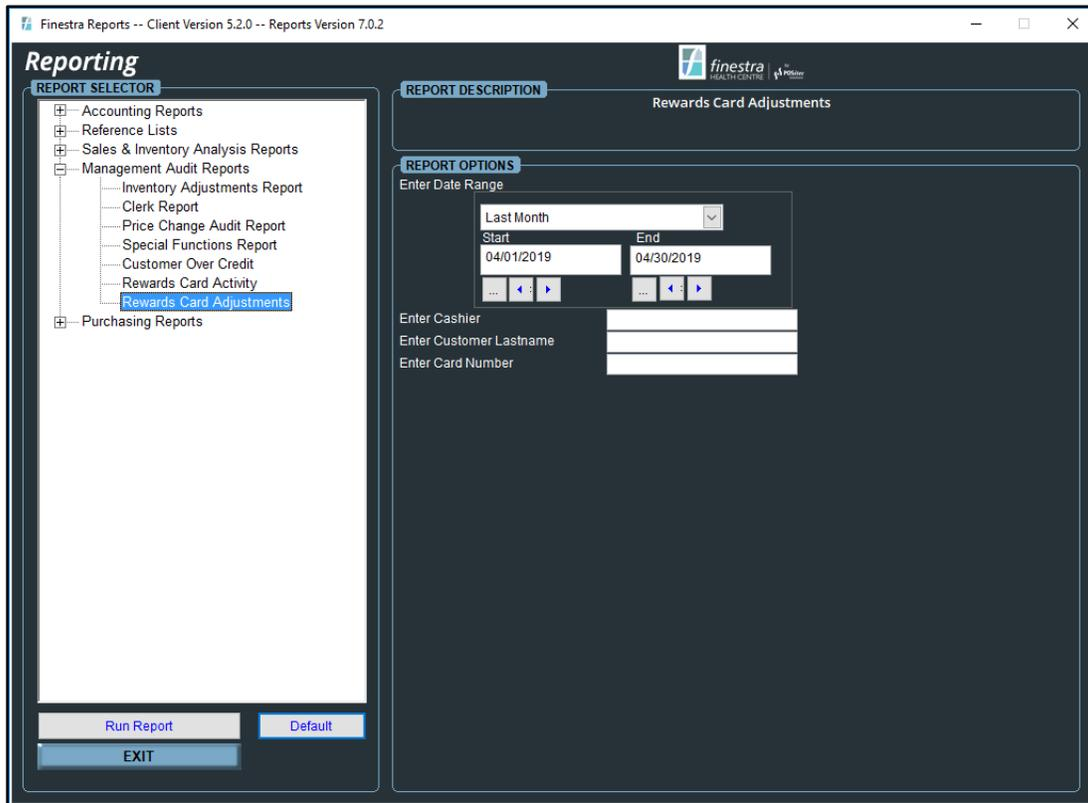 Finestra Reports -- Client Version 5.2.0 -- Reports Version 7.0.2
Reporting
finestra
HEALTH CENTRE
by POSitec
REPORT SELECTOR
Accounting Reports
Reference Lists
Sales & Inventory Analysis Reports
Management Audit Reports
Inventory Adjustments Report
Clerk Report
Price Change Audit Report
Special Functions Report
Customer Over Credit
Rewards Card Activity
Rewards Card Adjustments
Purchasing Reports
Run Report
Default
EXIT
REPORT DESCRIPTION
Rewards Card Adjustments
REPORT OPTIONS
Enter Date Range
Last Month
Start End
04/01/2019 04/30/2019
... : ... :
Enter Cashier
Enter Customer Lastname
Enter Card Number